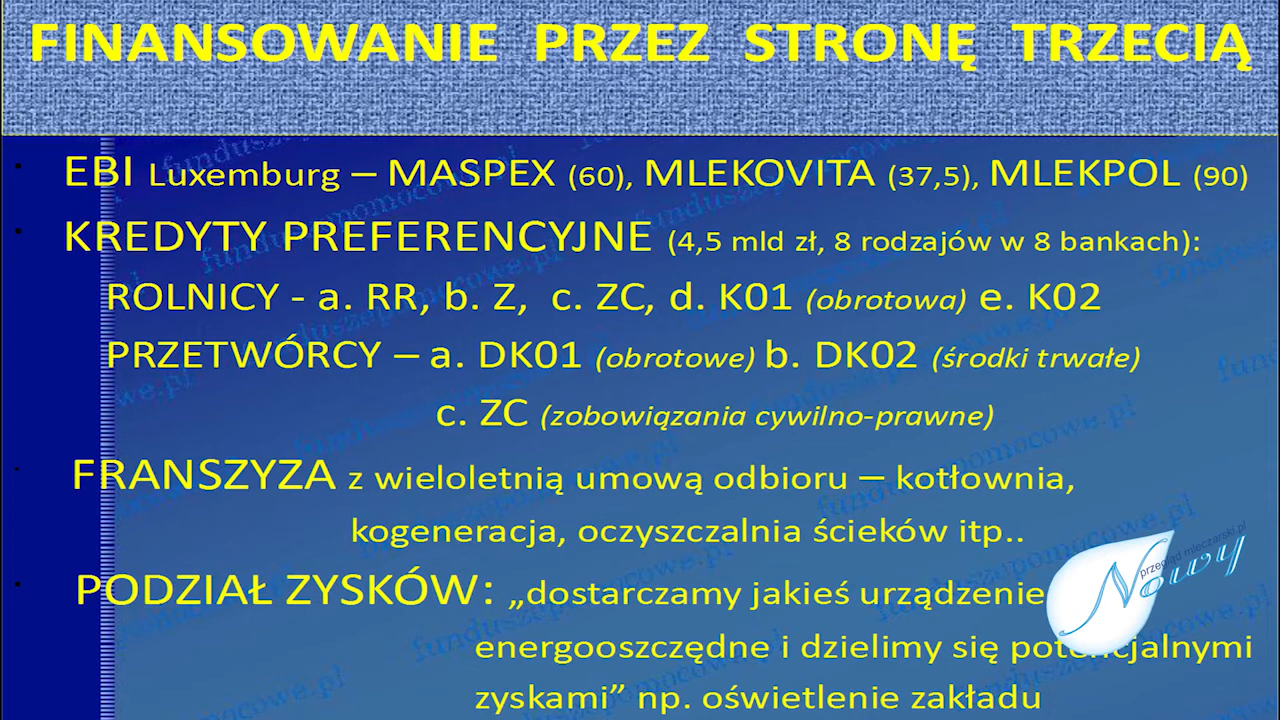 FINANSOWANIE PRZEZ STRONĘ TRZECIĄ
EBI Luxemburg – MASPEX (60), MLEKOVITA (37,5), MLEKPOL (90)
KREDYTY PREFERENCYJNE (4,5 mld zł, 8 rodzajów w 8 bankach):
ROLNICY - a. RR, b. Z, c. ZC, d. K01 (obrotowa) e. K02
PRZETWÓRCY – a. DK01 (obrotowe) b. DK02 (środki trwałe)
c. ZC (zobowiązania cywilno-prawne)
FRANSZYZA z wieloletnią umową odbioru – kotłownia,
kogeneracja, oczyszczalnia ścieków itp..
przegląd mleczarski.pl
Nowy
PODZIAŁ ZYSKÓW: „dostarczamy jakieś urządzenie
energooszczędne i dzielimy się potencjalnymi
zyskami” np. oświetlenie zakładu
funduszepomocowe.pl